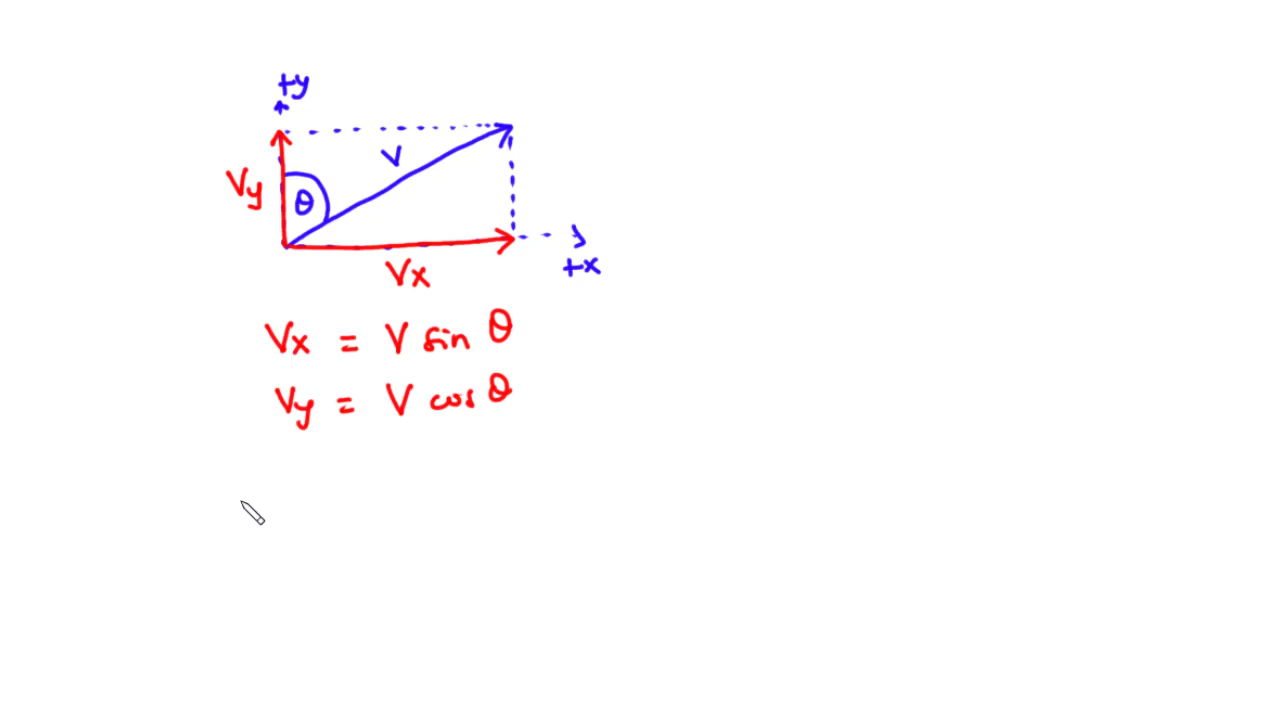 +y
V
Vy
θ
Vx
+x
Vx = V sin θ
Vy = V cos θ